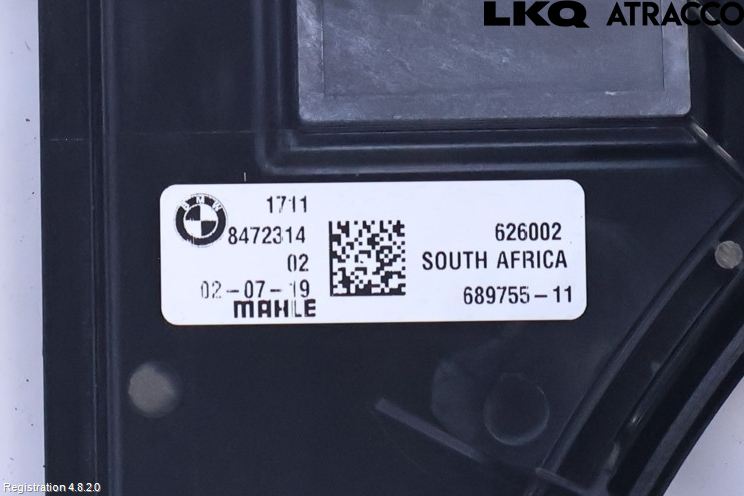 LKQ ATRACCO
BMW
1711
8472314
02
02-07-19
MAHLE
626002
SOUTH AFRICA
689755-11
Registration 4.8.2.0